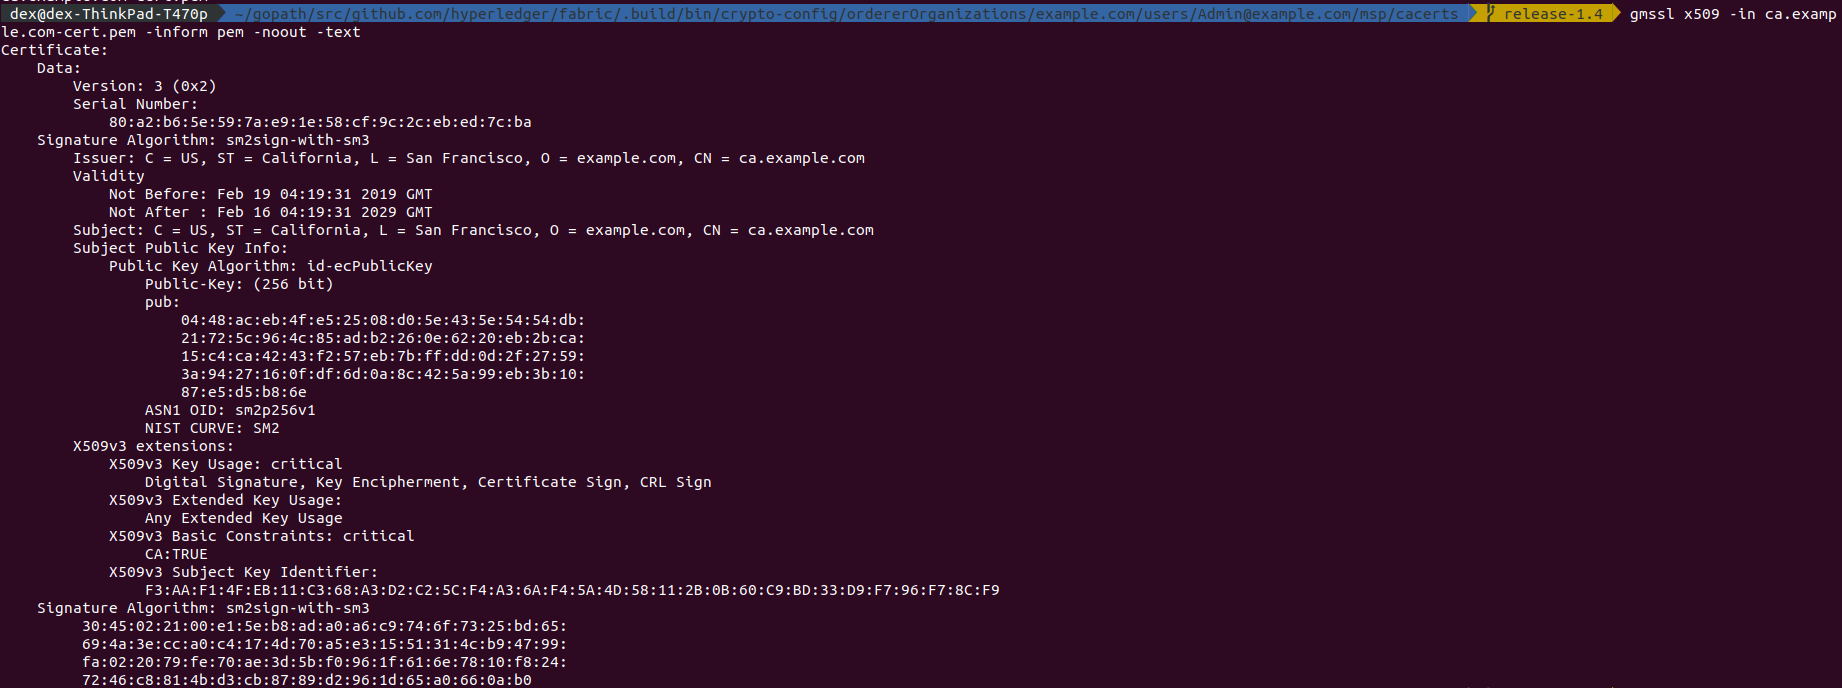 dex@dex-ThinkPad-T470p ~/gopath/src/github.com/hyperledger/fabric/.build/bin/crypto-config/ordererOrganizations/example.com/users/Admin@example.com/msp/cacerts release-1.4 gmssl x509 -in ca.examp
le.com-cert.pem -inform pem -noout -text
Certificate:
    Data:
        Version: 3 (0x2)
        Serial Number:
            80:a2:b6:5e:59:7a:e9:1e:58:cf:9c:2c:eb:ed:7c:ba
    Signature Algorithm: sm2sign-with-sm3
        Issuer: C = US, ST = California, L = San Francisco, O = example.com, CN = ca.example.com
        Validity
            Not Before: Feb 19 04:19:31 2019 GMT
            Not After : Feb 16 04:19:31 2029 GMT
        Subject: C = US, ST = California, L = San Francisco, O = example.com, CN = ca.example.com
        Subject Public Key Info:
            Public Key Algorithm: id-ecPublicKey
                Public-Key: (256 bit)
                pub:
                    04:48:ac:eb:4f:e5:25:08:d0:5e:43:5e:54:54:db:
                    21:72:5c:96:4c:85:ad:b2:26:0e:62:20:eb:2b:ca:
                    15:c4:ca:42:43:f2:57:eb:7b:ff:dd:0d:2f:27:59:
                    3a:94:27:16:0f:df:6d:0a:8c:42:5a:99:eb:3b:10:
                    87:e5:d5:b8:6e
                ASN1 OID: sm2p256v1
                NIST CURVE: SM2
        X509v3 extensions:
            X509v3 Key Usage: critical
                Digital Signature, Key Encipherment, Certificate Sign, CRL Sign
            X509v3 Extended Key Usage:
                Any Extended Key Usage
            X509v3 Basic Constraints: critical
                CA:TRUE
            X509v3 Subject Key Identifier:
                F3:AA:F1:4F:EB:11:C3:68:A3:D2:C2:5C:F4:A3:6A:F4:5A:4D:58:11:2B:0B:60:C9:BD:33:D9:F7:96:F7:8C:F9
    Signature Algorithm: sm2sign-with-sm3
         30:45:02:21:00:e1:5e:b8:ad:a0:a6:c9:74:6f:73:25:bd:65:
         69:4a:3e:cc:a0:c4:17:4d:70:a5:e3:15:51:31:4c:b9:47:99:
         fa:02:20:79:fe:70:ae:3d:5b:f0:96:1f:61:6e:78:10:f8:24:
         72:46:c8:81:4b:d3:cb:87:89:d2:96:1d:65:a0:66:0a:b0